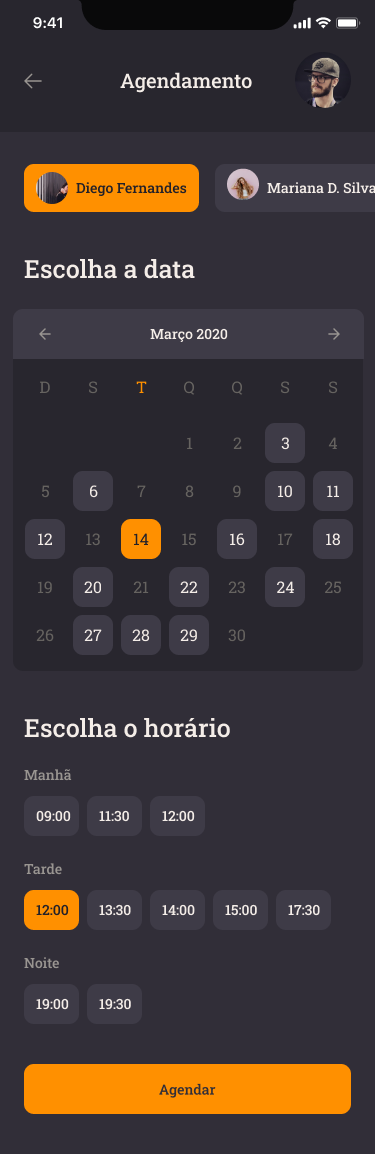 9:41
Agendamento
Diego Fernandes Mariana D. Silva
Escolha a data
Março 2020
D S T Q Q S S
1 2 3 4
5 6 7 8 9 10 11
12 13 14 15 16 17 18
19 20 21 22 23 24 25
26 27 28 29 30
Escolha o horário
Manhã
09:00 11:30 12:00
Tarde
12:00 13:30 14:00 15:00 17:30
Noite
19:00 19:30
Agendar